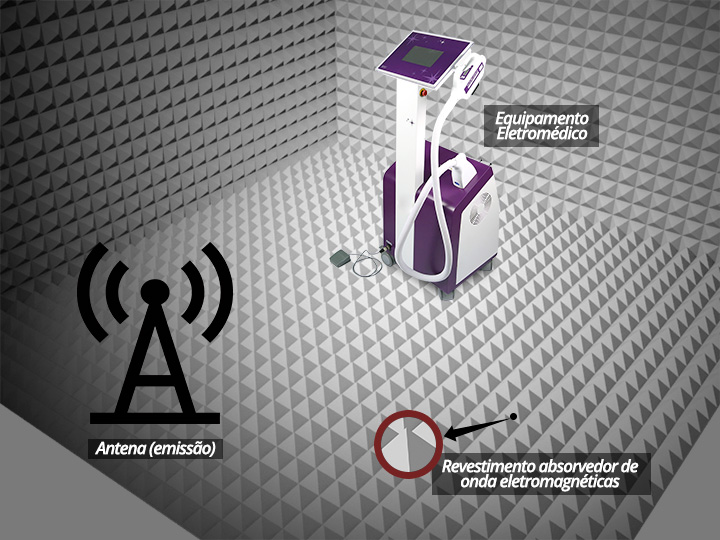 Equipamento
Eletromédico
Antena (emissão)
Revestimento absorvedor de
onda eletromagnéticas